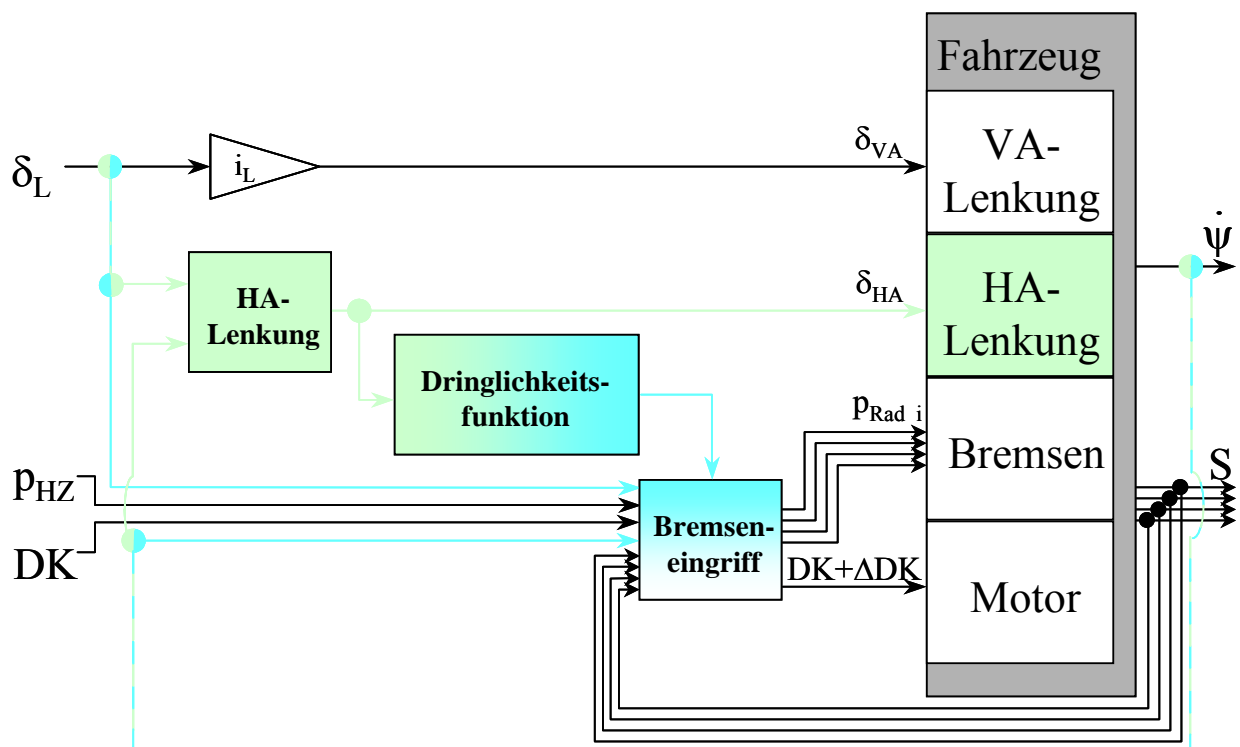 Fahrzeug
δL
iL
δVA
VA-
Lenkung
ψ̇
HA-
Lenkung
δHA
HA-
Lenkung
Dringlichkeits-
funktion
pRad i
Bremsen
S
pHZ
DK
Bremsen-
eingriff
DK+ΔDK
Motor